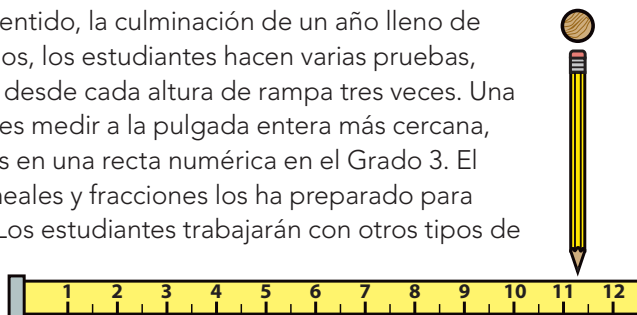 entido, la culminación de un año lleno de
os, los estudiantes hacen varias pruebas,
desde cada altura de rampa tres veces. Una
es medir a la pulgada entera más cercana,
s en una recta numérica en el Grado 3. El
neales y fracciones los ha preparado para
Los estudiantes trabajarán con otros tipos de
1 2 3 4 5 6 7 8 9 10 11 12